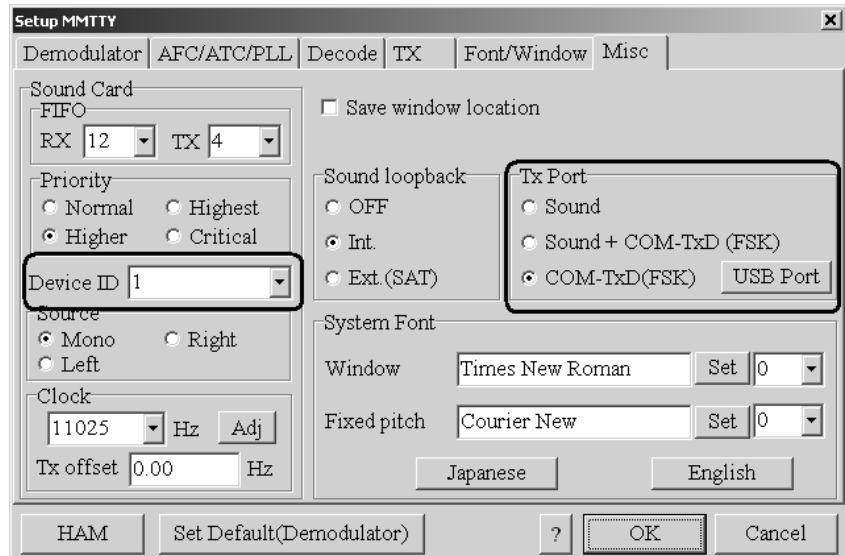 Setup MMTTY
Demodulator AFC/ATC/PLL Decode TX Font/Window Misc
Sound Card
FIFO
RX 12 TX 4
Priority
Normal Highest
Higher Critical
Device ID 1
Source
Mono Right
Left
Clock
11025 Hz Adj
Tx offset 0.00 Hz
Save window location
Sound loopback
OFF
Int.
Ext.(SAT)
Tx Port
Sound
Sound + COM-TxD (FSK)
COM-TxD(FSK) USB Port
System Font
Window Times New Roman Set 0
Fixed pitch Courier New Set 0
Japanese English
HAM Set Default(Demodulator) ? OK Cancel